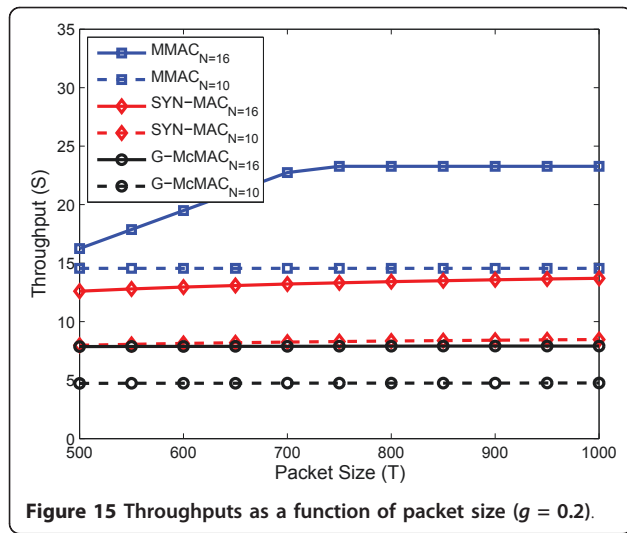 35
30
25
20
15
10
5
0
Throughput (S)
MMAC_N=16
MMAC_N=10
SYN−MAC_N=16
SYN−MAC_N=10
G−McMAC_N=16
G−McMAC_N=10
500 600 700 800 900 1000
Packet Size (T)
Figure 15 Throughputs as a function of packet size (g = 0.2).